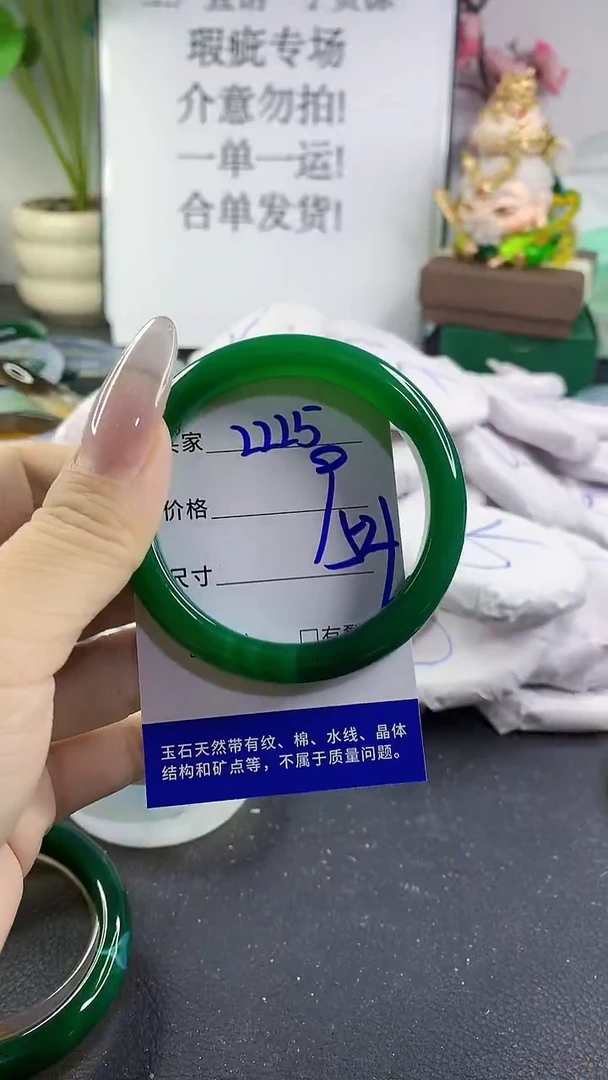 瑕疵专场
介意勿拍!
一单一运!
合单发货!
家 2225
价格
尺寸
玉石天然带有纹、棉、水线、晶体
结构和矿点等，不属于质量问题。